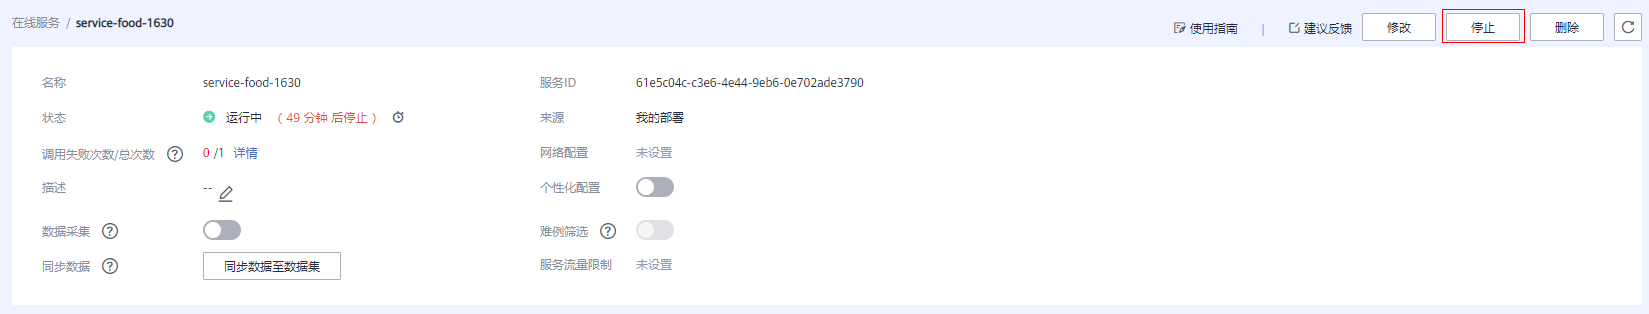 在线服务 / service-food-1630
使用指南 | 建议反馈 修改 停止 删除
名称 service-food-1630 服务ID 61e5c04c-c3e6-4e44-9eb6-0e702ade3790
状态 运行中 （ 49 分钟 后停止 ） 来源 我的部署
调用失败次数/总次数 ? 0 /1 详情 网络配置 未设置
描述 -- 个性化配置
数据采集 ? 难例筛选 ?
同步数据 ? 同步数据至数据集 服务流量限制 未设置